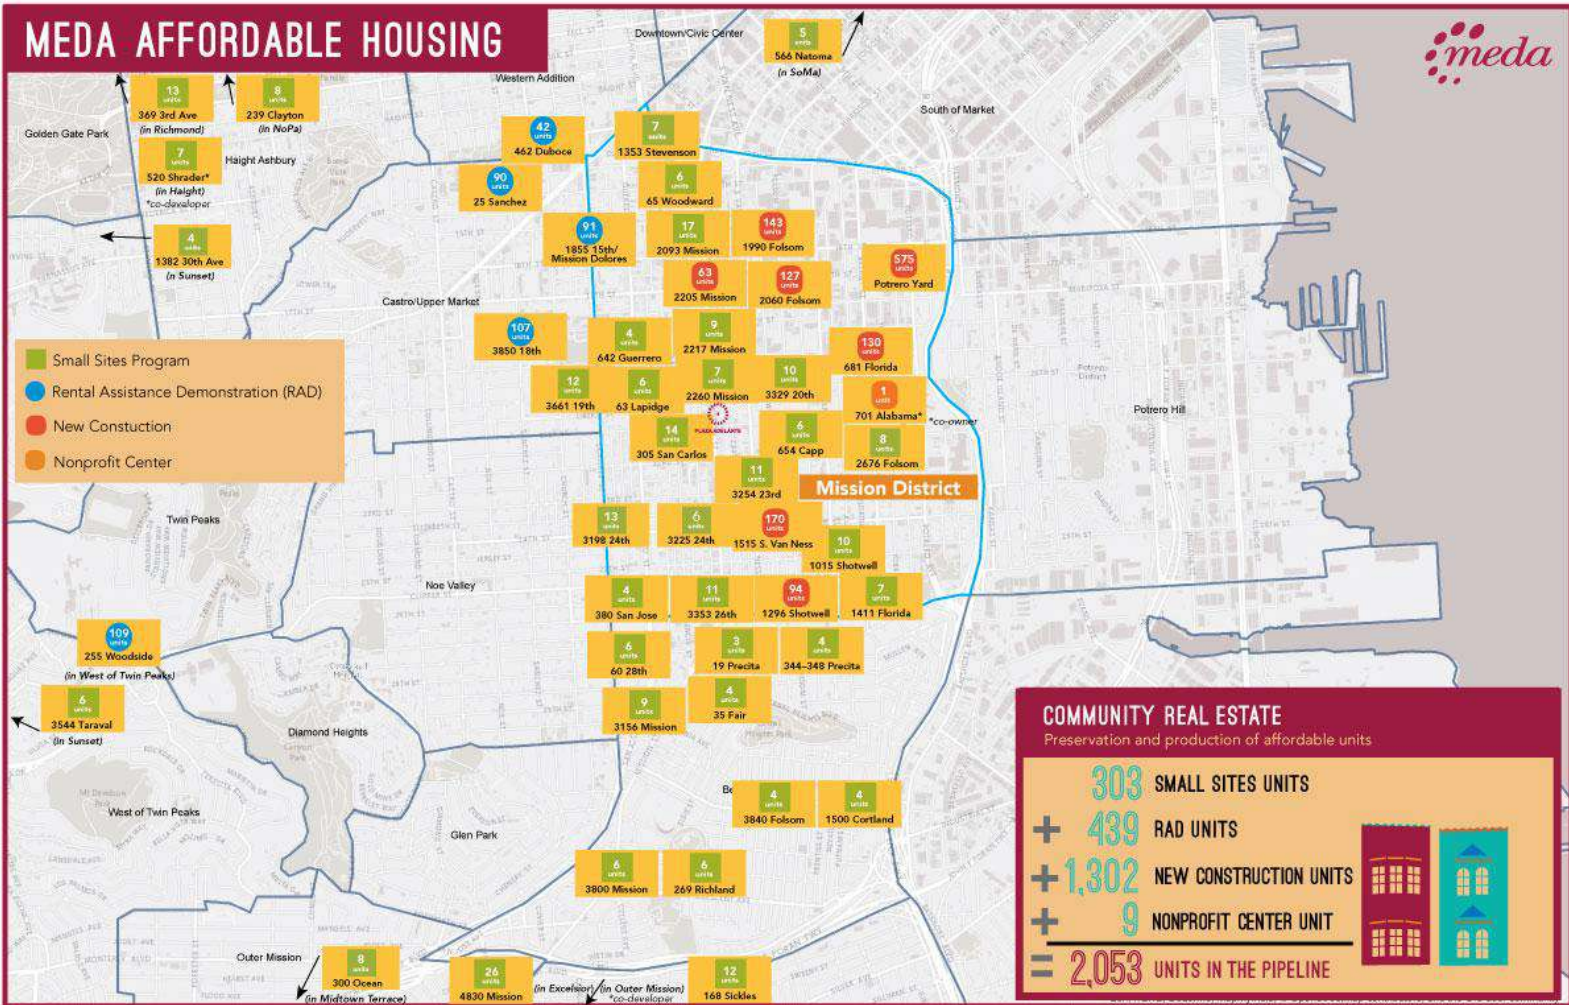 MEDA AFFORDABLE HOUSING
meda
Downtown/Civic Center
5
units
566 Natoma
(n SoMa)
Western Addition
South of Market
13
units
369 3rd Ave
(in Richmond)
8
units
239 Clayton
(in NoPa)
Golden Gate Park
7
units
520 Shrader*
(in Haight)
*co-developer
Haight Ashbury
42
units
462 Duboce
7
units
1353 Stevenson
90
units
25 Sanchez
6
units
65 Woodward
4
units
1382 30th Ave
(n Sunset)
91
units
1855 15th/
Mission Dolores
17
units
2093 Mission
143
units
1990 Folsom
63
units
2205 Mission
127
units
2060 Folsom
575
units
Potrero Yard
Castro/Upper Market
107
units
3850 18th
4
units
642 Guerrero
9
units
2217 Mission
130
units
681 Florida
Small Sites Program
Rental Assistance Demonstration (RAD)
New Constuction
Nonprofit Center
12
units
3661 19th
6
units
63 Lapidge
7
units
2260 Mission
10
units
3329 20th
1
unit
701 Alabama*
*co-owner
PLAZA ADELANTE
Potrero
District
Potrero Hill
14
units
305 San Carlos
6
units
654 Capp
8
units
2676 Folsom
11
units
3254 23rd
Mission District
Twin Peaks
13
units
3198 24th
6
units
3225 24th
170
units
1515 S. Van Ness
10
units
1015 Shotwell
Noe Valley
4
units
380 San Jose
11
units
3353 26th
94
units
1296 Shotwell
7
units
1411 Florida
109
units
255 Woodside
(in West of Twin Peaks)
6
units
60 28th
3
units
19 Precita
4
units
344-348 Precita
6
units
3544 Taraval
(in Sunset)
9
units
3156 Mission
4
units
35 Fair
Diamond Heights
West of Twin Peaks
Glen Park
Be
4
units
3840 Folsom
4
units
1500 Cortland
6
units
3800 Mission
6
units
269 Richland
Outer Mission
8
units
300 Ocean
(in Midtown Terrace)
26
units
4830 Mission
(in Excelsior)
(in Outer Mission)
*co-developer
12
units
168 Sickles
COMMUNITY REAL ESTATE
Preservation and production of affordable units
303 SMALL SITES UNITS
+ 439 RAD UNITS
+ 1,302 NEW CONSTRUCTION UNITS
+ 9 NONPROFIT CENTER UNIT
= 2,053 UNITS IN THE PIPELINE